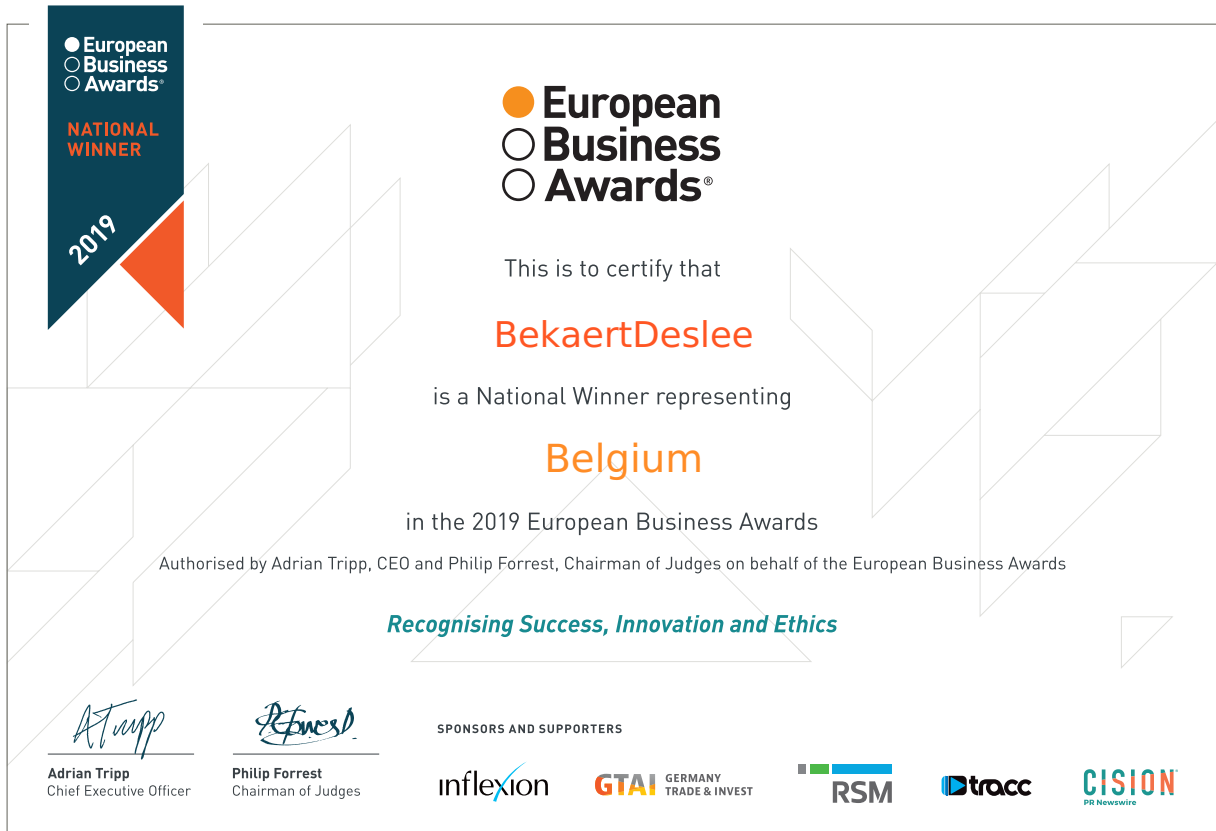 European
Business
Awards®
NATIONAL
WINNER
2019
European
Business
Awards®
This is to certify that
BekaertDeslee
is a National Winner representing
Belgium
in the 2019 European Business Awards
Authorised by Adrian Tripp, CEO and Philip Forrest, Chairman of Judges on behalf of the European Business Awards
Recognising Success, Innovation and Ethics
ATripp
PForrest
Adrian Tripp
Chief Executive Officer
Philip Forrest
Chairman of Judges
SPONSORS AND SUPPORTERS
inflexion
GTAI GERMANY
TRADE & INVEST
RSM
tracc
CISION®
PR Newswire